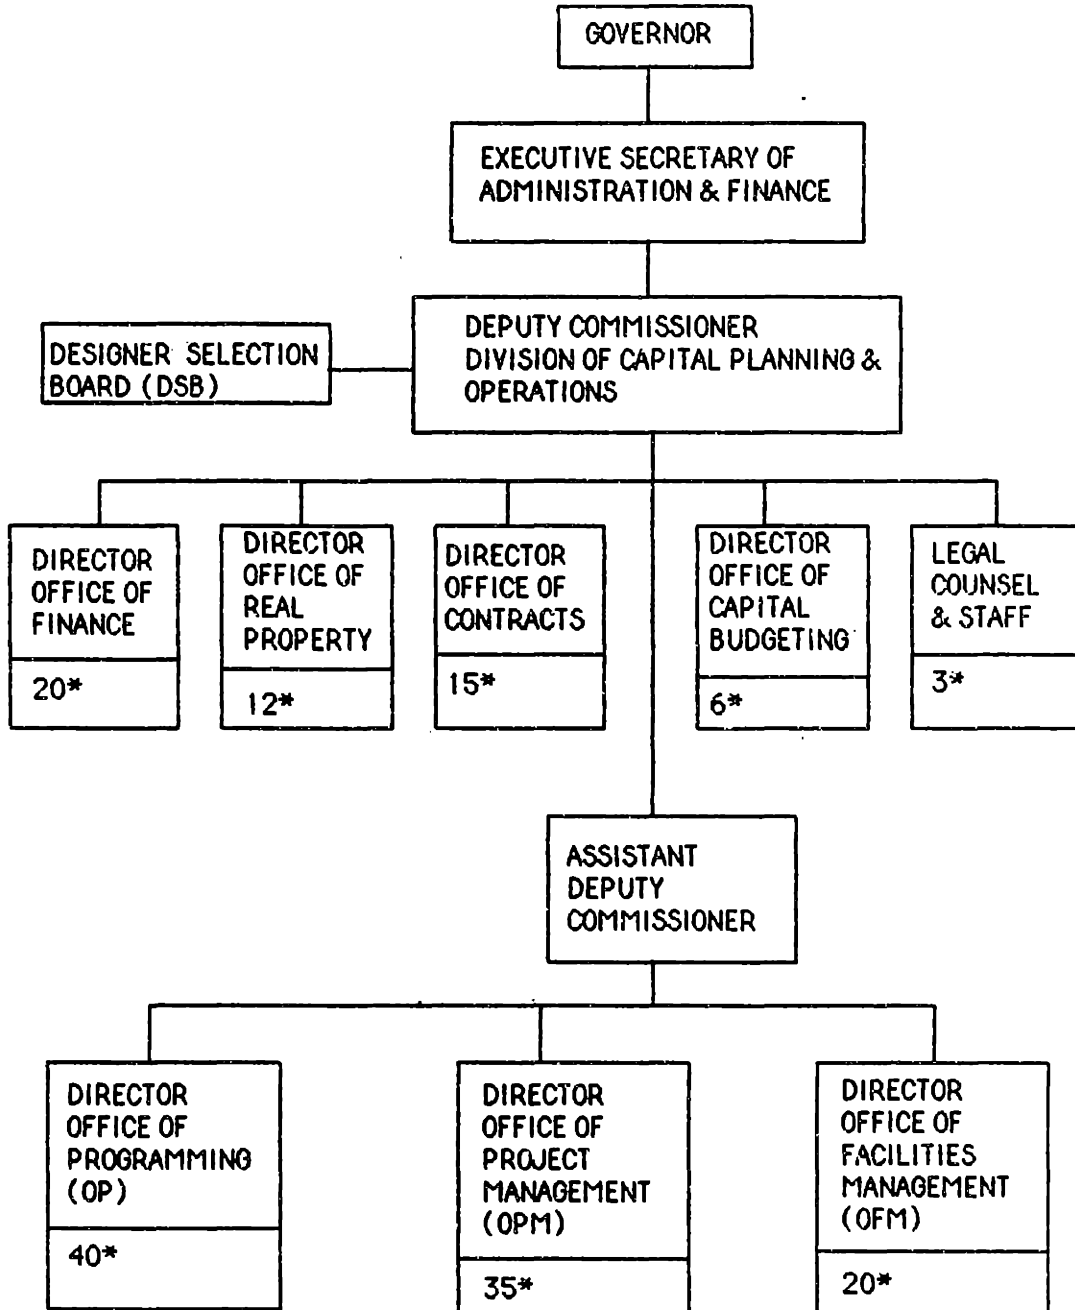 GOVERNOR
EXECUTIVE SECRETARY OF
ADMINISTRATION & FINANCE
DEPUTY COMMISSIONER
DIVISION OF CAPITAL PLANNING &
OPERATIONS
DESIGNER SELECTION
BOARD (DSB)
DIRECTOR
OFFICE OF
FINANCE
20*
DIRECTOR
OFFICE OF
REAL
PROPERTY
12*
DIRECTOR
OFFICE OF
CONTRACTS
15*
DIRECTOR
OFFICE OF
CAPITAL
BUDGETING
6*
LEGAL
COUNSEL
& STAFF
3*
ASSISTANT
DEPUTY
COMMISSIONER
DIRECTOR
OFFICE OF
PROGRAMMING
(OP)
40*
DIRECTOR
OFFICE OF
PROJECT
MANAGEMENT
(OPM)
35*
DIRECTOR
OFFICE OF
FACILITIES
MANAGEMENT
(OFM)
20*